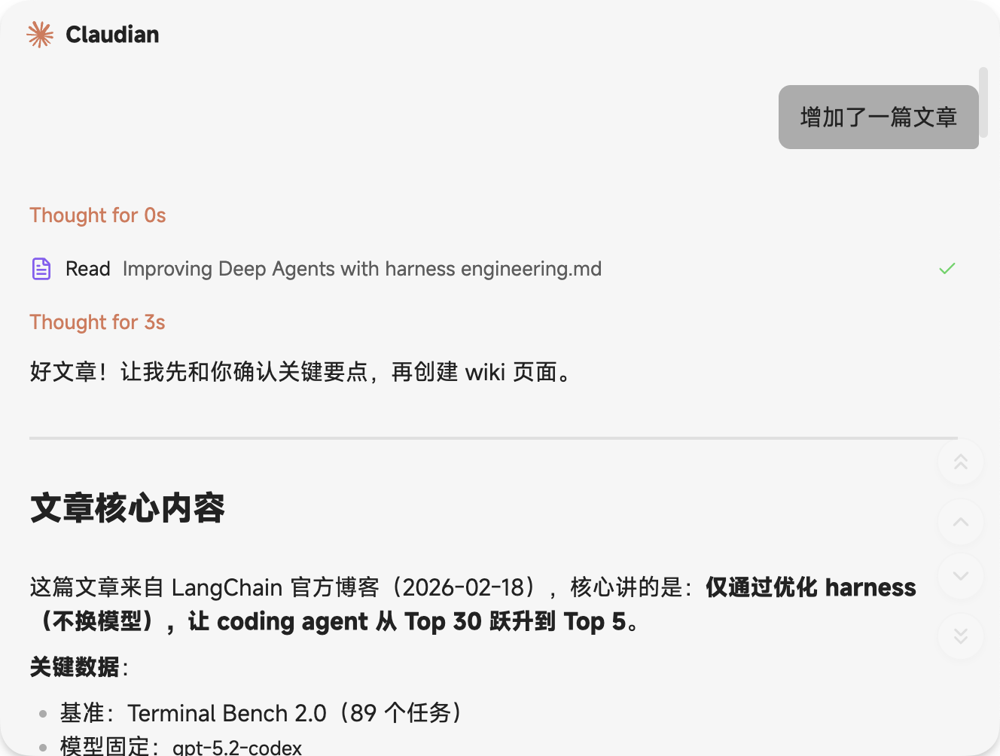 Claudian
增加了一篇文章
Thought for 0s
Read Improving Deep Agents with harness engineering.md
Thought for 3s
好文章！让我先和你确认关键要点，再创建 wiki 页面。
文章核心内容
这篇文章来自 LangChain 官方博客（2026-02-18），核心讲的是：仅通过优化 harness
（不换模型），让 coding agent 从 Top 30 跃升到 Top 5。
关键数据：
基准：Terminal Bench 2.0（89 个任务）
模型固定：gpt-5.2-codex